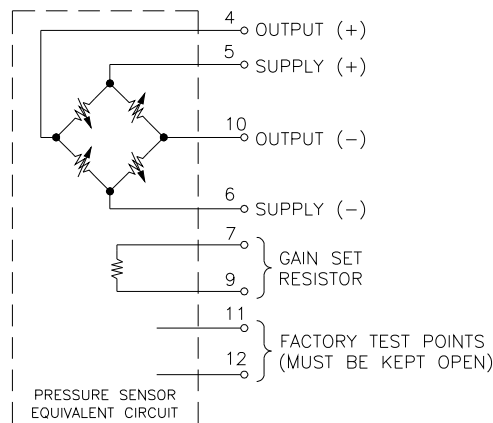 4 OUTPUT (+)
5 SUPPLY (+)
10 OUTPUT (-)
6 SUPPLY (-)
7
9
GAIN SET
RESISTOR
11
12
FACTORY TEST POINTS
(MUST BE KEPT OPEN)
PRESSURE SENSOR
EQUIVALENT CIRCUIT